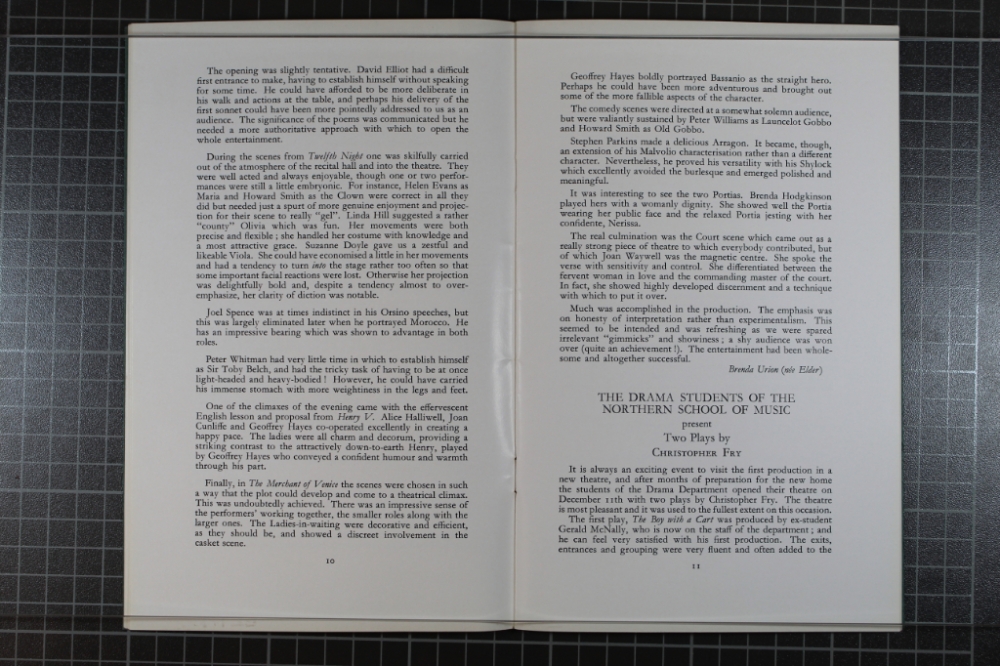 The opening was slightly tentative. David Elliot had a difficult
first entrance to make, having to establish himself without speaking
for some time. He could have afforded to be more deliberate in
his walk and actions at the table, and perhaps his delivery of the
first sonnet could have been more pointedly addressed to us as an
audience. The significance of the poems was communicated but he
needed a more authoritative approach with which to open the
whole entertainment.
During the scenes from Twelfth Night one was skilfully carried
out of the atmosphere of the recital hall and into the theatre. They
were well acted and always enjoyable, though one or two perfor-
mances were still a little embryonic. For instance, Helen Evans as
Maria and Howard Smith as the Clown were correct in all they
did but needed just a spurt of more genuine enjoyment and projec-
tion for their scene to really "gel". Linda Hill suggested a rather
"county" Olivia which was fun. Her movements were both
precise and flexible; she handled her costume with knowledge and
a most attractive grace. Suzanne Doyle gave us a zestful and
likeable Viola. She could have economised a little in her movements
and had a tendency to turn into the stage rather too often so that
some important facial reactions were lost. Otherwise her projection
was delightfully bold and, despite a tendency almost to over-
emphasize, her clarity of diction was notable.
Joel Spence was at times indistinct in his Orsino speeches, but
this was largely eliminated later when he portrayed Morocco. He
has an impressive bearing which was shown to advantage in both
roles.
Peter Whitman had very little time in which to establish himself
as Sir Toby Belch, and had the tricky task of having to be at once
light-headed and heavy-bodied! However, he could have carried
his immense stomach with more weightiness in the legs and feet.
One of the climaxes of the evening came with the effervescent
English lesson and proposal from Henry V. Alice Halliwell, Joan
Cunliffe and Geoffrey Hayes co-operated excellently in creating a
happy pace. The ladies were all charm and decorum, providing a
striking contrast to the attractively down-to-earth Henry, played
by Geoffrey Hayes who conveyed a confident humour and warmth
through his part.
Finally, in The Merchant of Venice the scenes were chosen in such
a way that the plot could develop and come to a theatrical climax.
This was undoubtedly achieved. There was an impressive sense of
the performers' working together, the smaller roles along with the
larger ones. The Ladies-in-waiting were decorative and efficient,
as they should be, and showed a discreet involvement in the
casket scene.
10
Geoffrey Hayes boldly portrayed Bassanio as the straight hero.
Perhaps he could have been more adventurous and brought out
some of the more fallible aspects of the character.
The comedy scenes were directed at a somewhat solemn audience,
but were valiantly sustained by Peter Williams as Launcelot Gobbo
and Howard Smith as Old Gobbo.
Stephen Parkins made a delicious Arragon. It became, though,
an extension of his Malvolio characterisation rather than a different
character. Nevertheless, he proved his versatility with his Shylock
which excellently avoided the burlesque and emerged polished and
meaningful.
It was interesting to see the two Portias. Brenda Hodgkinson
played hers with a womanly dignity. She showed well the Portia
wearing her public face and the relaxed Portia jesting with her
confidente, Nerissa.
The real culmination was the Court scene which came out as a
really strong piece of theatre to which everybody contributed, but
of which Joan Waywell was the magnetic centre. She spoke the
verse with sensitivity and control. She differentiated between the
fervent woman in love and the commanding master of the court.
In fact, she showed highly developed discernment and a technique
with which to put it over.
Much was accomplished in the production. The emphasis was
on honesty of interpretation rather than experimentalism. This
seemed to be intended and was refreshing as we were spared
irrelevant "gimmicks" and showiness; a shy audience was won
over (quite an achievement!). The entertainment had been whole-
some and altogether successful.
Brenda Urion (née Elder)
THE DRAMA STUDENTS OF THE
NORTHERN SCHOOL OF MUSIC
present
Two Plays by
CHRISTOPHER FRY
It is always an exciting event to visit the first production in a
new theatre, and after months of preparation for the new home
the students of the Drama Department opened their theatre on
December 11th with two plays by Christopher Fry. The theatre
is most pleasant and it was used to the fullest extent on this occasion.
The first play, The Boy with a Cart was produced by ex-student
Gerald McNally, who is now on the staff of the department; and
he can feel very satisfied with his first production. The exits,
entrances and grouping were very fluent and often added to the
11